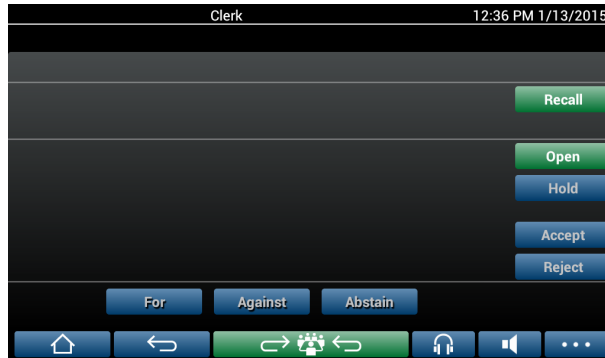 Clerk 12:36 PM 1/13/2015
Recall
Open
Hold
Accept
Reject
For Against Abstain